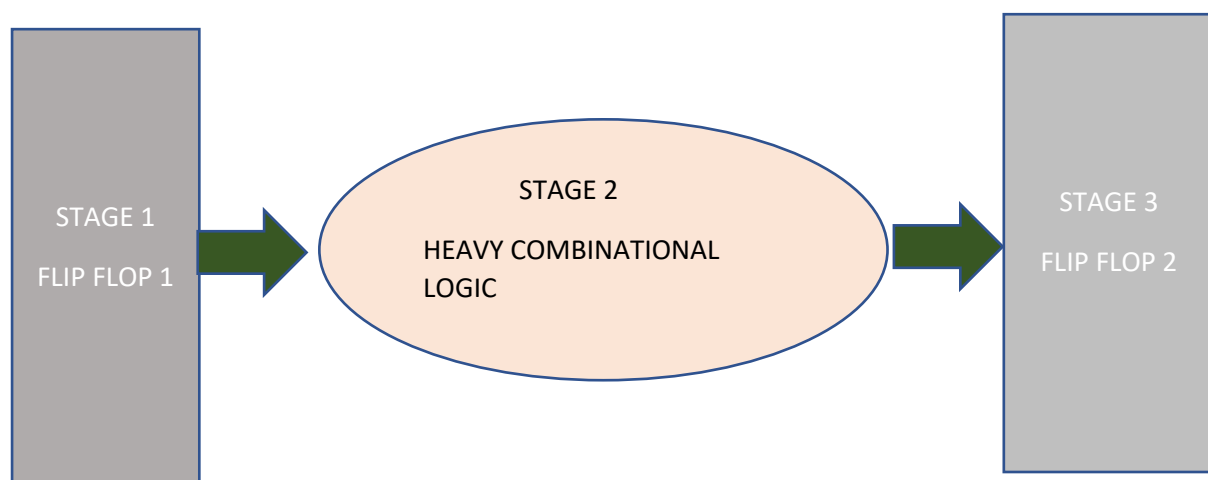 STAGE 1
FLIP FLOP 1
STAGE 2
HEAVY COMBINATIONAL
LOGIC
STAGE 3
FLIP FLOP 2